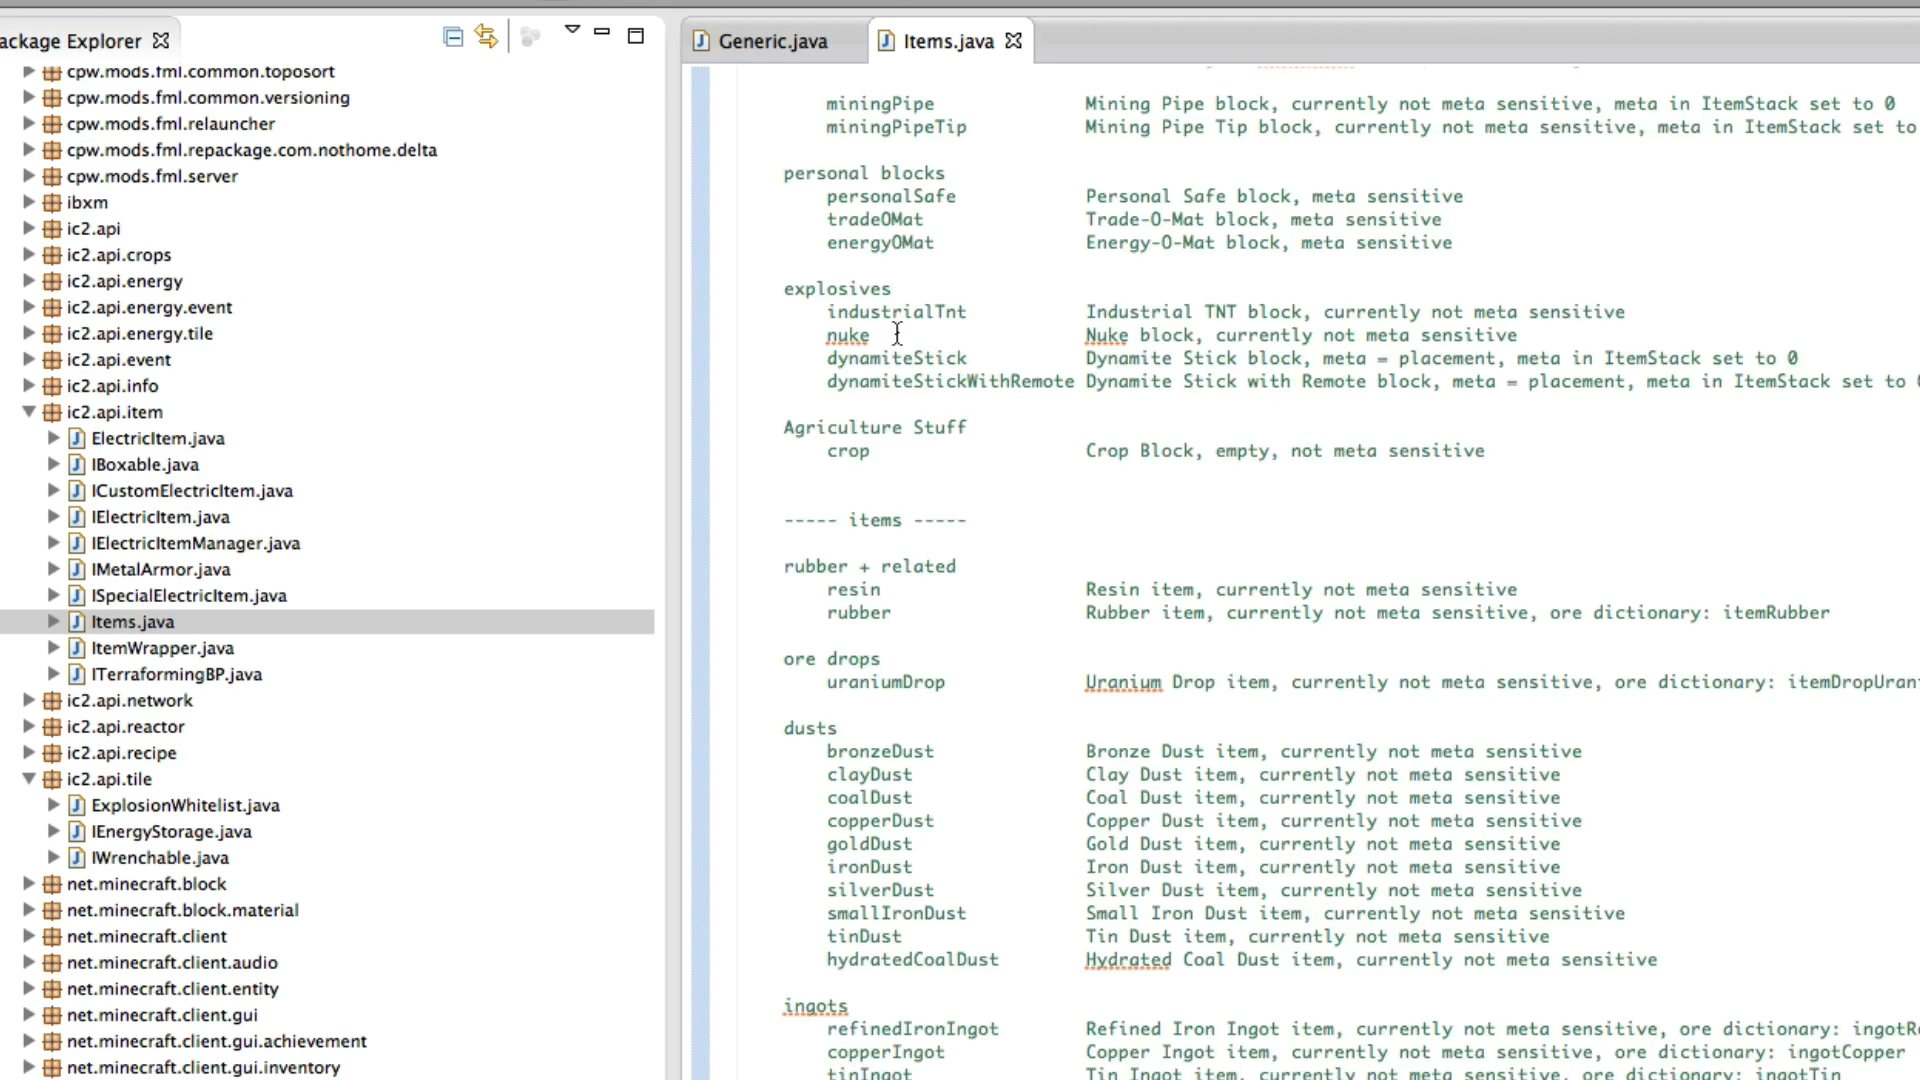 ackage Explorer
cpw.mods.fml.common.toposort
cpw.mods.fml.common.versioning
cpw.mods.fml.relauncher
cpw.mods.fml.repackage.com.nothome.delta
cpw.mods.fml.server
ibxm
ic2.api
ic2.api.crops
ic2.api.energy
ic2.api.energy.event
ic2.api.energy.tile
ic2.api.event
ic2.api.info
ic2.api.item
ElectricItem.java
IBoxable.java
ICustomElectricItem.java
IElectricItem.java
IElectricItemManager.java
IMetalArmor.java
ISpecialElectricItem.java
Items.java
ItemWrapper.java
ITerraformingBP.java
ic2.api.network
ic2.api.reactor
ic2.api.recipe
ic2.api.tile
ExplosionWhitelist.java
IEnergyStorage.java
IWrenchable.java
net.minecraft.block
net.minecraft.block.material
net.minecraft.client
net.minecraft.client.audio
net.minecraft.client.entity
net.minecraft.client.gui
net.minecraft.client.gui.achievement
net.minecraft.client.gui.inventory
Generic.java
Items.java
miningPipe Mining Pipe block, currently not meta sensitive, meta in ItemStack set to 0
miningPipeTip Mining Pipe Tip block, currently not meta sensitive, meta in ItemStack set to
personal blocks
personalSafe Personal Safe block, meta sensitive
tradeOMat Trade-O-Mat block, meta sensitive
energyOMat Energy-O-Mat block, meta sensitive
explosives
industrialTnt Industrial TNT block, currently not meta sensitive
nuke Nuke block, currently not meta sensitive
dynamiteStick Dynamite Stick block, meta = placement, meta in ItemStack set to 0
dynamiteStickWithRemote Dynamite Stick with Remote block, meta = placement, meta in ItemStack set to 0
Agriculture Stuff
crop Crop Block, empty, not meta sensitive
----- items -----
rubber + related
resin Resin item, currently not meta sensitive
rubber Rubber item, currently not meta sensitive, ore dictionary: itemRubber
ore drops
uraniumDrop Uranium Drop item, currently not meta sensitive, ore dictionary: itemDropUran
dusts
bronzeDust Bronze Dust item, currently not meta sensitive
clayDust Clay Dust item, currently not meta sensitive
coalDust Coal Dust item, currently not meta sensitive
copperDust Copper Dust item, currently not meta sensitive
goldDust Gold Dust item, currently not meta sensitive
ironDust Iron Dust item, currently not meta sensitive
silverDust Silver Dust item, currently not meta sensitive
smallIronDust Small Iron Dust item, currently not meta sensitive
tinDust Tin Dust item, currently not meta sensitive
hydratedCoalDust Hydrated Coal Dust item, currently not meta sensitive
ingots
refinedIronIngot Refined Iron Ingot item, currently not meta sensitive, ore dictionary: ingotR
copperIngot Copper Ingot item, currently not meta sensitive, ore dictionary: ingotCopper
tinIngot Tin Ingot item, currently not meta sensitive, ore dictionary: ingotTin